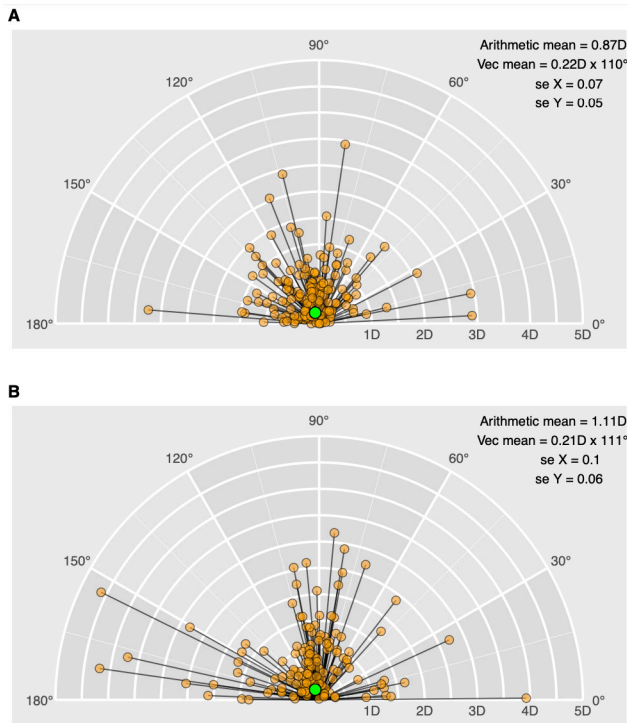 A
Arithmetic mean = 0.87D
Vec mean = 0.22D x 110°
se X = 0.07
se Y = 0.05
90°
120°
60°
150°
30°
180°
0°
1D 2D 3D 4D 5D
B
Arithmetic mean = 1.11D
Vec mean = 0.21D x 111°
se X = 0.1
se Y = 0.06
90°
120°
60°
150°
30°
180°
0°
1D 2D 3D 4D 5D